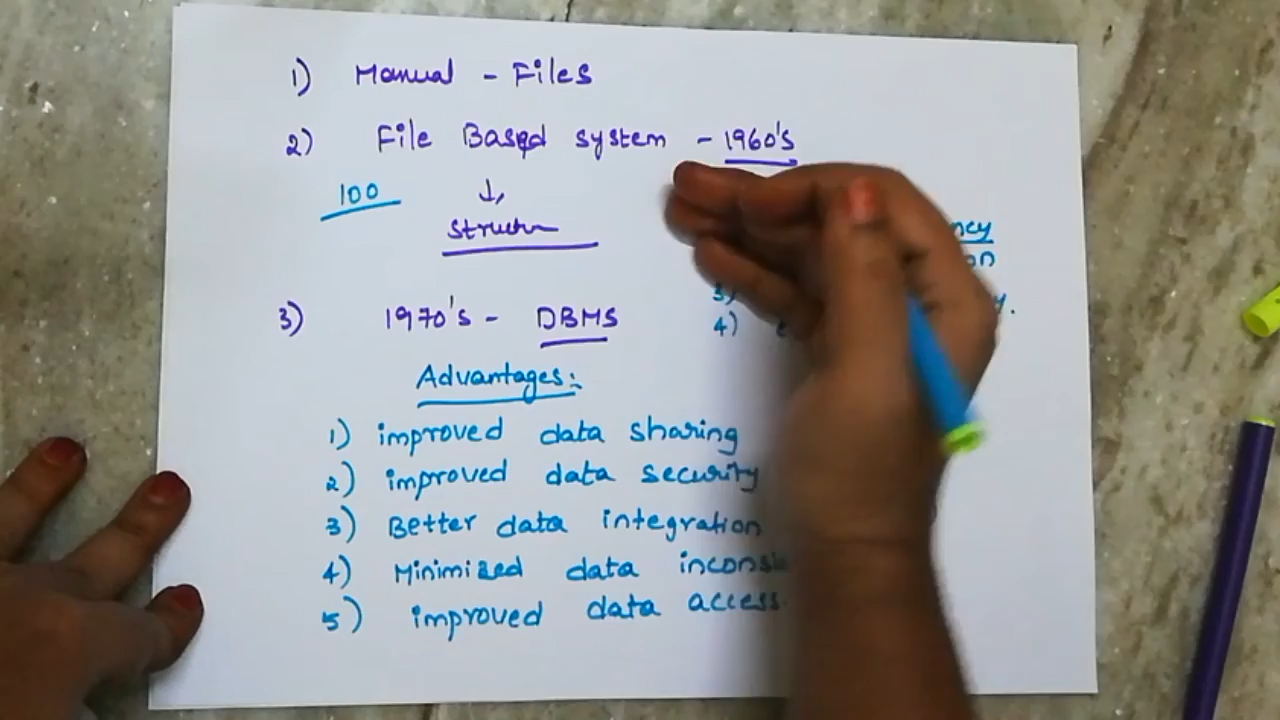 1) Manual - Files
2) File Based system - 1960's
100
↓
3) 1970's - DBMS
3)
4)
Advantages:
1) improved data sharing
2) improved data security
3) Better data integration
4) Minimized data
5) improved data access